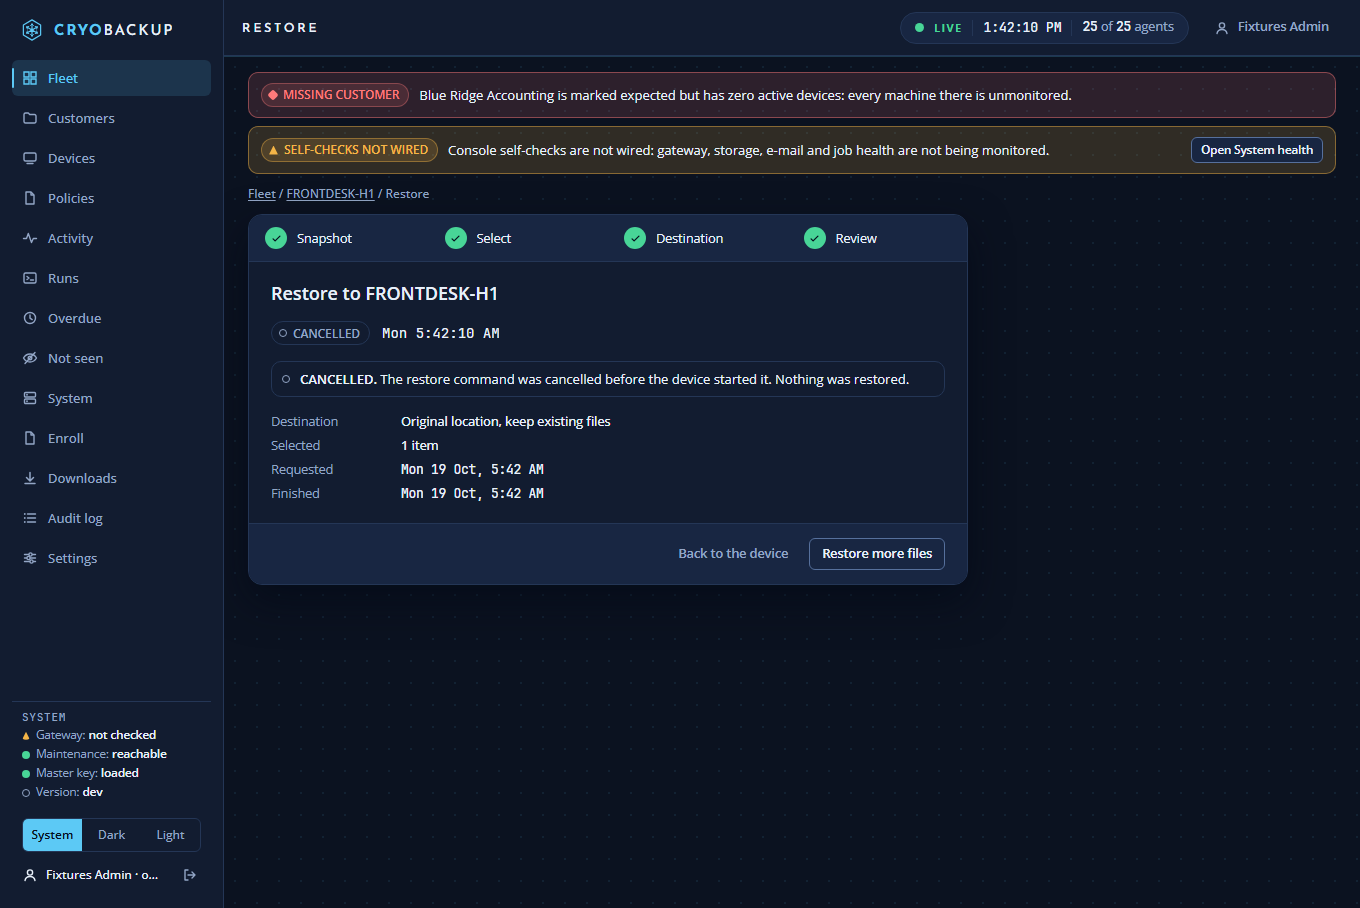 CRYOBACKUP
RESTORE
LIVE 1:42:10 PM 25 of 25 agents
Fixtures Admin
Fleet
Customers
Devices
Policies
Activity
Runs
Overdue
Not seen
System
Enroll
Downloads
Audit log
Settings
MISSING CUSTOMER Blue Ridge Accounting is marked expected but has zero active devices: every machine there is unmonitored.
SELF-CHECKS NOT WIRED Console self-checks are not wired: gateway, storage, e-mail and job health are not being monitored. Open System health
Fleet / FRONTDESK-H1 / Restore
Snapshot Select Destination Review
Restore to FRONTDESK-H1
CANCELLED Mon 5:42:10 AM
CANCELLED. The restore command was cancelled before the device started it. Nothing was restored.
Destination Original location, keep existing files
Selected 1 item
Requested Mon 19 Oct, 5:42 AM
Finished Mon 19 Oct, 5:42 AM
Back to the device Restore more files
SYSTEM
Gateway: not checked
Maintenance: reachable
Master key: loaded
Version: dev
System Dark Light
Fixtures Admin · o...